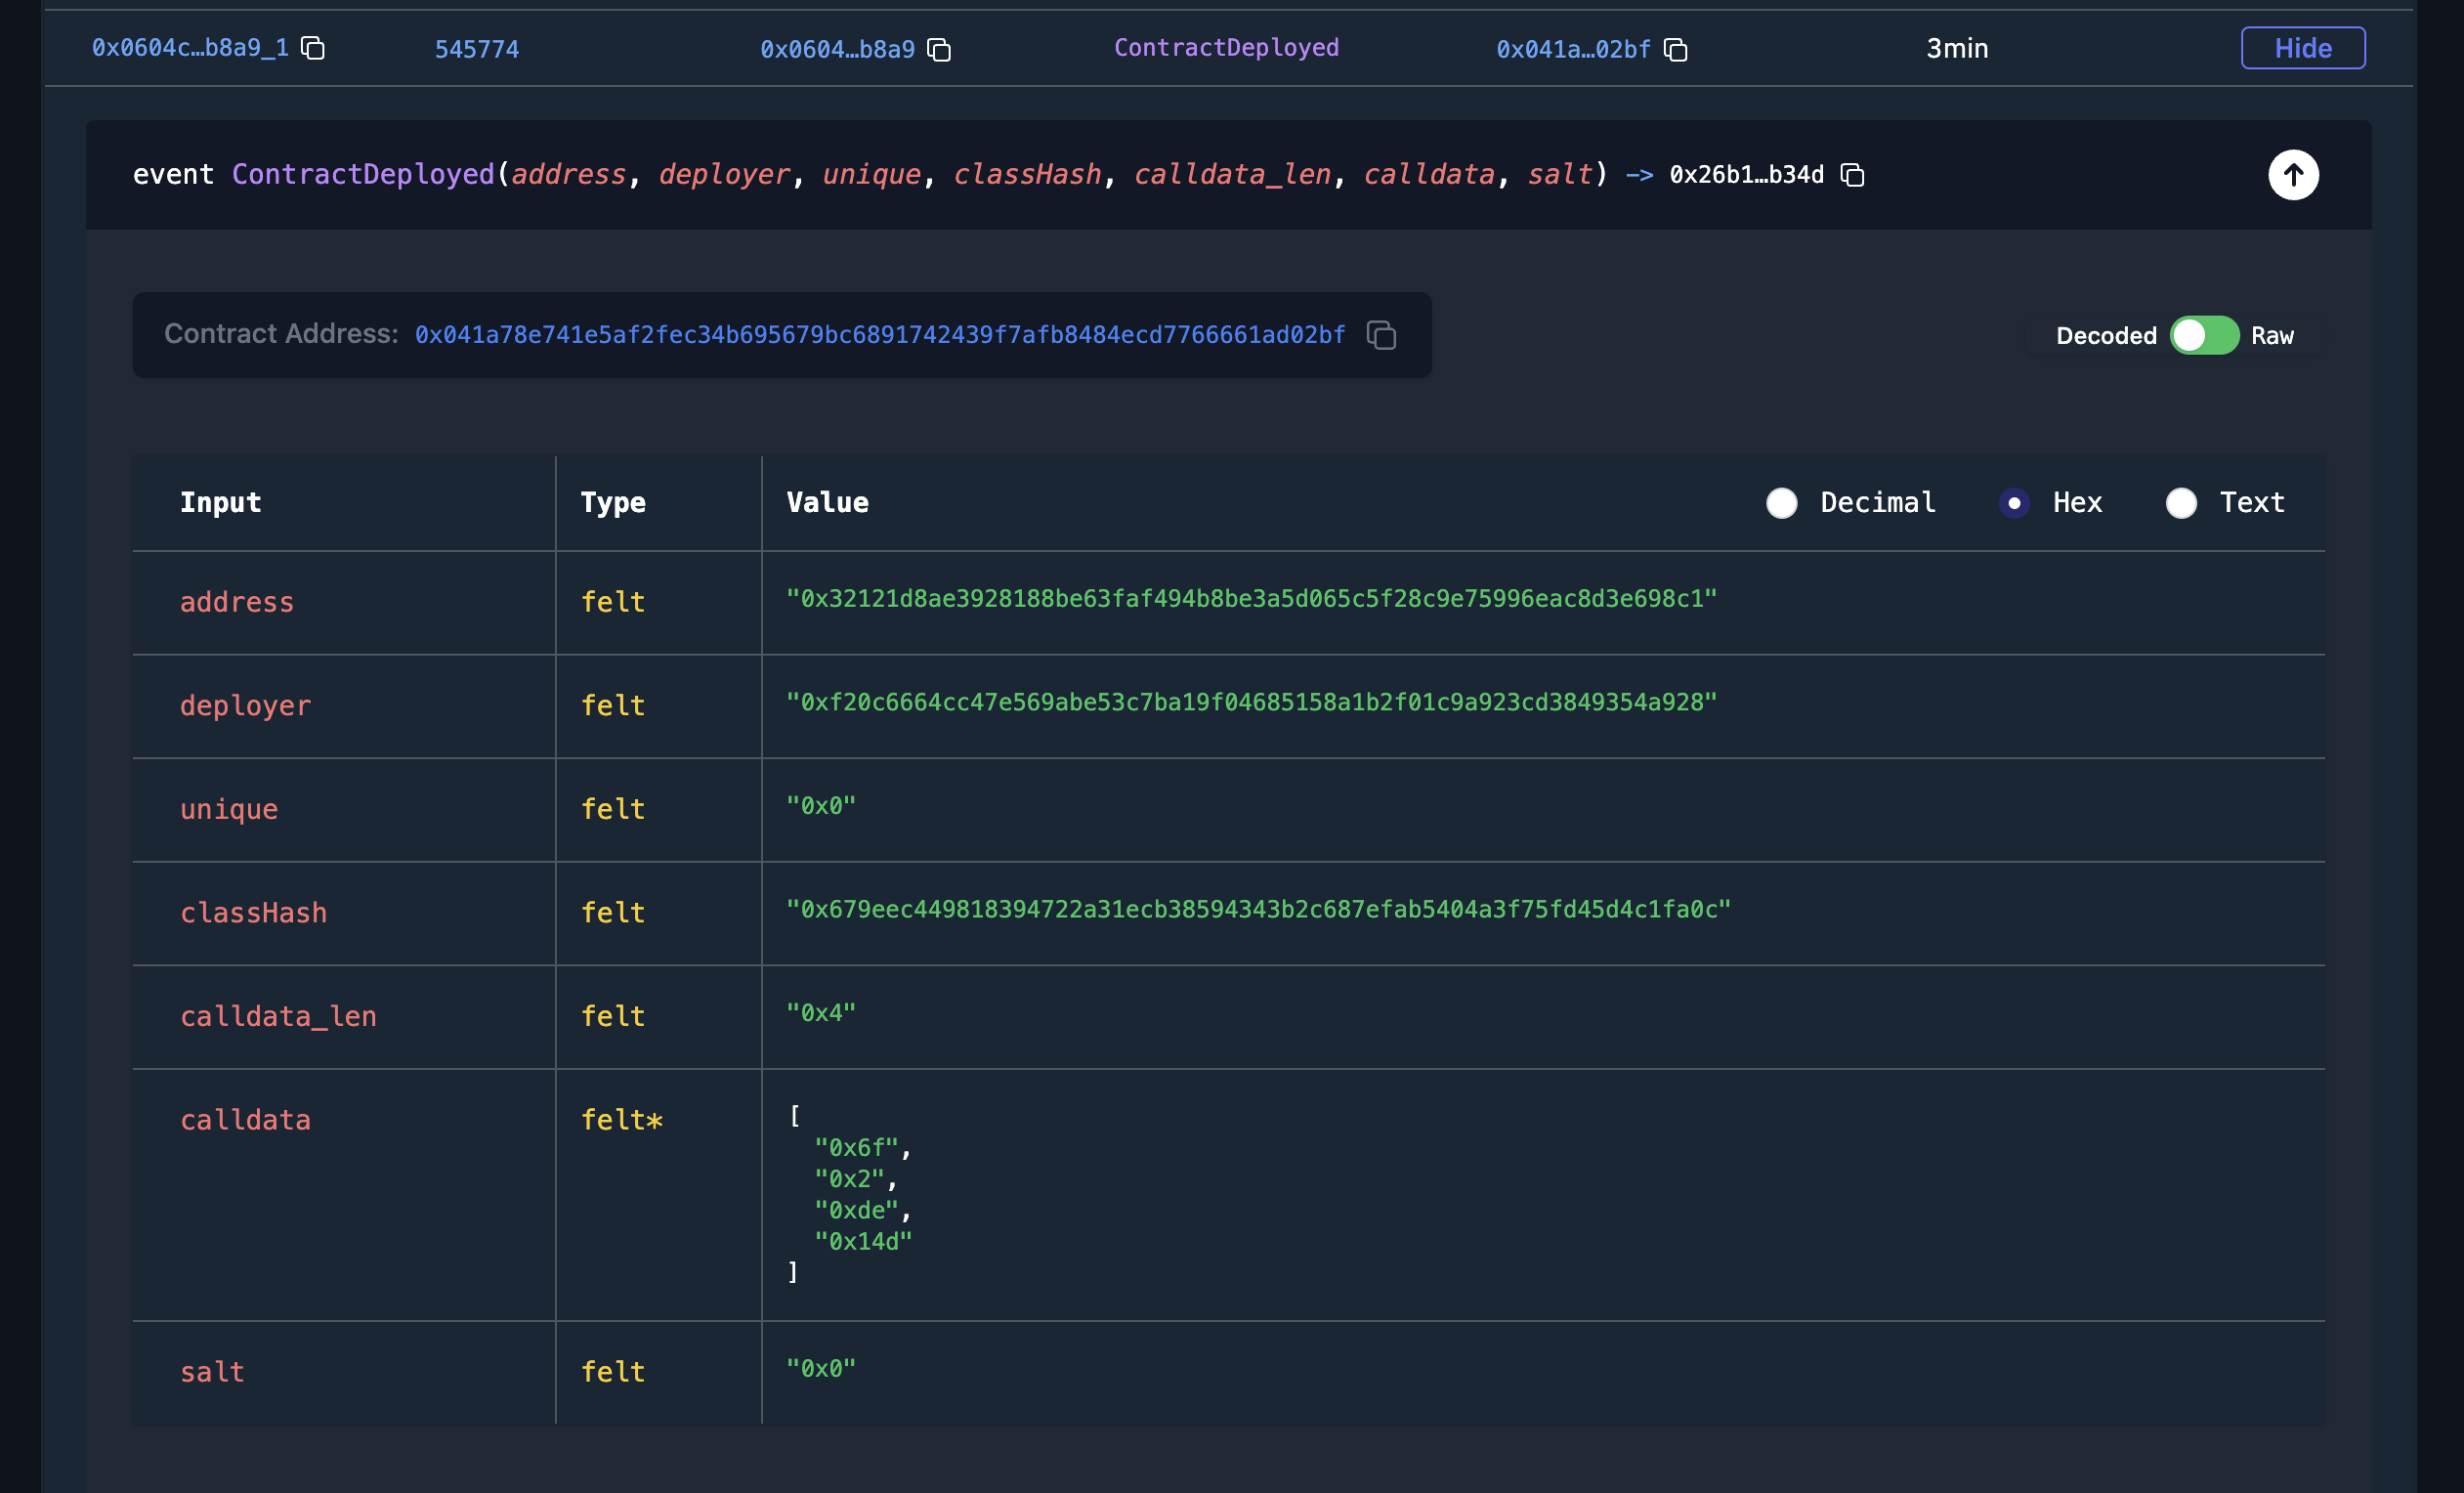 0x0604c…b8a9_1 545774 0x0604…b8a9 ContractDeployed 0x041a…02bf 3min Hide
event ContractDeployed(address, deployer, unique, classHash, calldata_len, calldata, salt) -> 0x26b1…b34d
Contract Address: 0x041a78e741e5af2fec34b695679bc6891742439f7afb8484ecd7766661ad02bf Decoded Raw
Input Type Value Decimal Hex Text
address felt "0x32121d8ae3928188be63faf494b8be3a5d065c5f28c9e75996eac8d3e698c1"
deployer felt "0xf20c6664cc47e569abe53c7ba19f04685158a1b2f01c9a923cd3849354a928"
unique felt "0x0"
classHash felt "0x679eec449818394722a31ecb38594343b2c687efab5404a3f75fd45d4c1fa0c"
calldata_len felt "0x4"
calldata felt* [
"0x6f",
"0x2",
"0xde",
"0x14d"
]
salt felt "0x0"